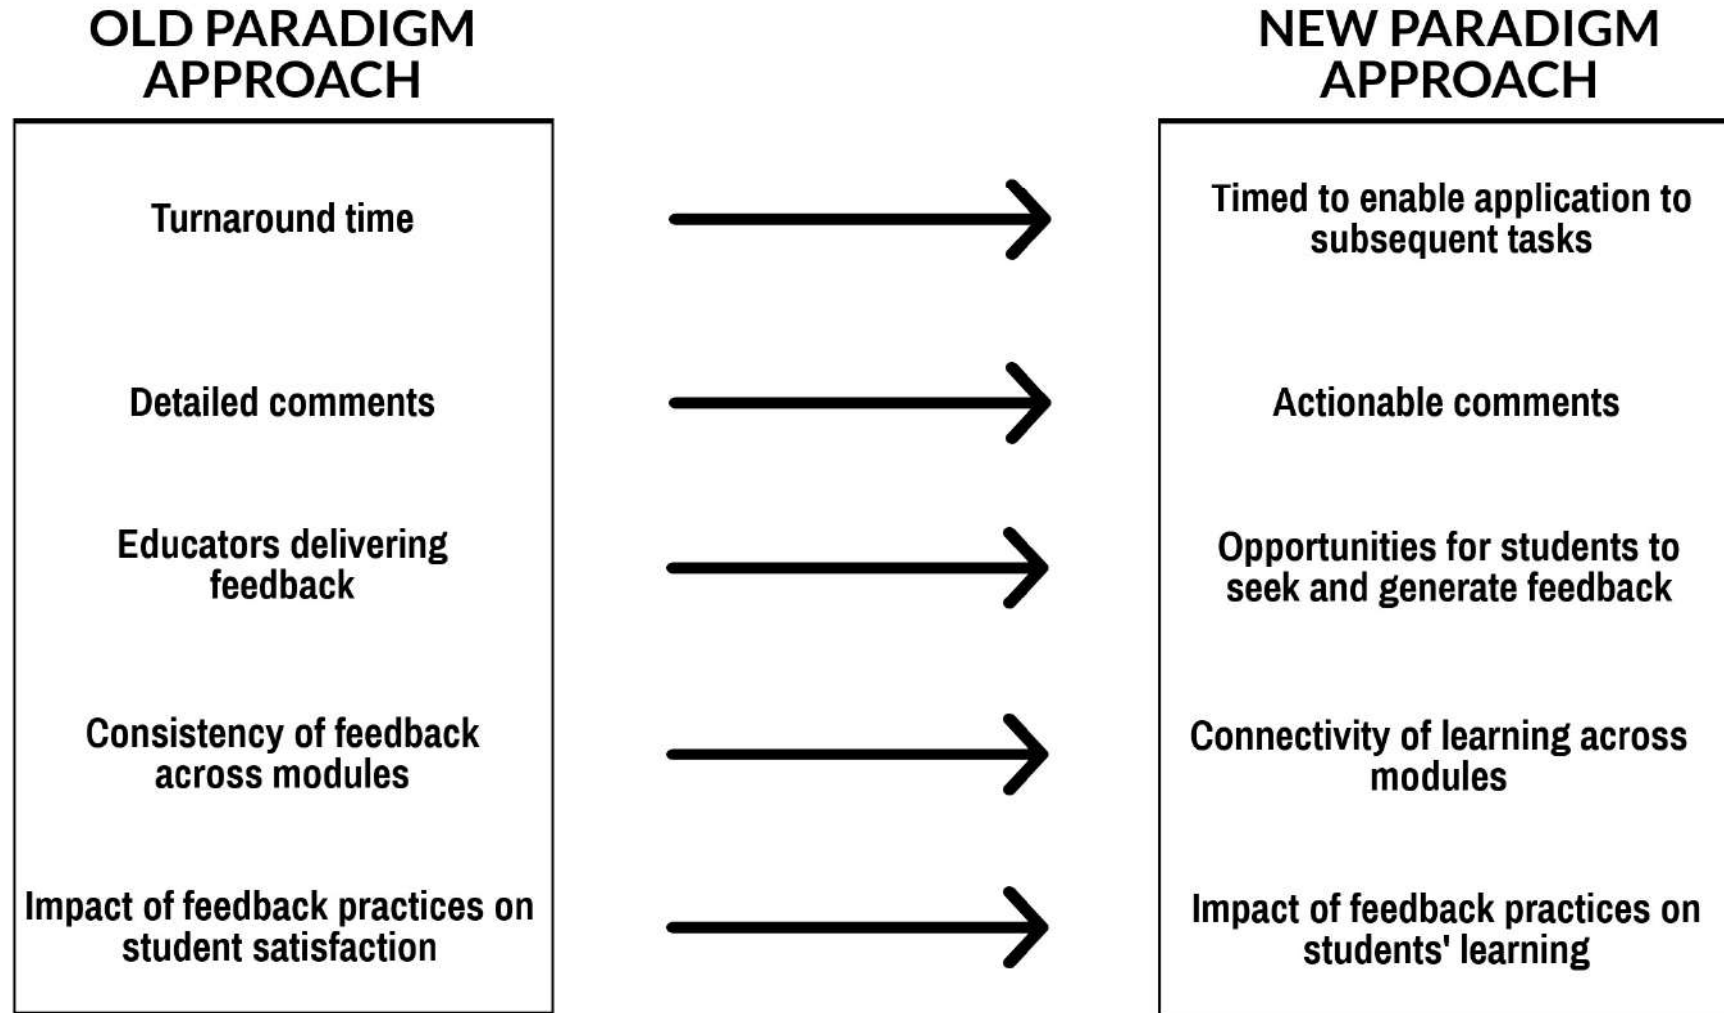 OLD PARADIGM
APPROACH
NEW PARADIGM
APPROACH
Turnaround time
Timed to enable application to
subsequent tasks
Detailed comments
Actionable comments
Educators delivering
feedback
Opportunities for students to
seek and generate feedback
Consistency of feedback
across modules
Connectivity of learning across
modules
Impact of feedback practices on
student satisfaction
Impact of feedback practices on
students' learning